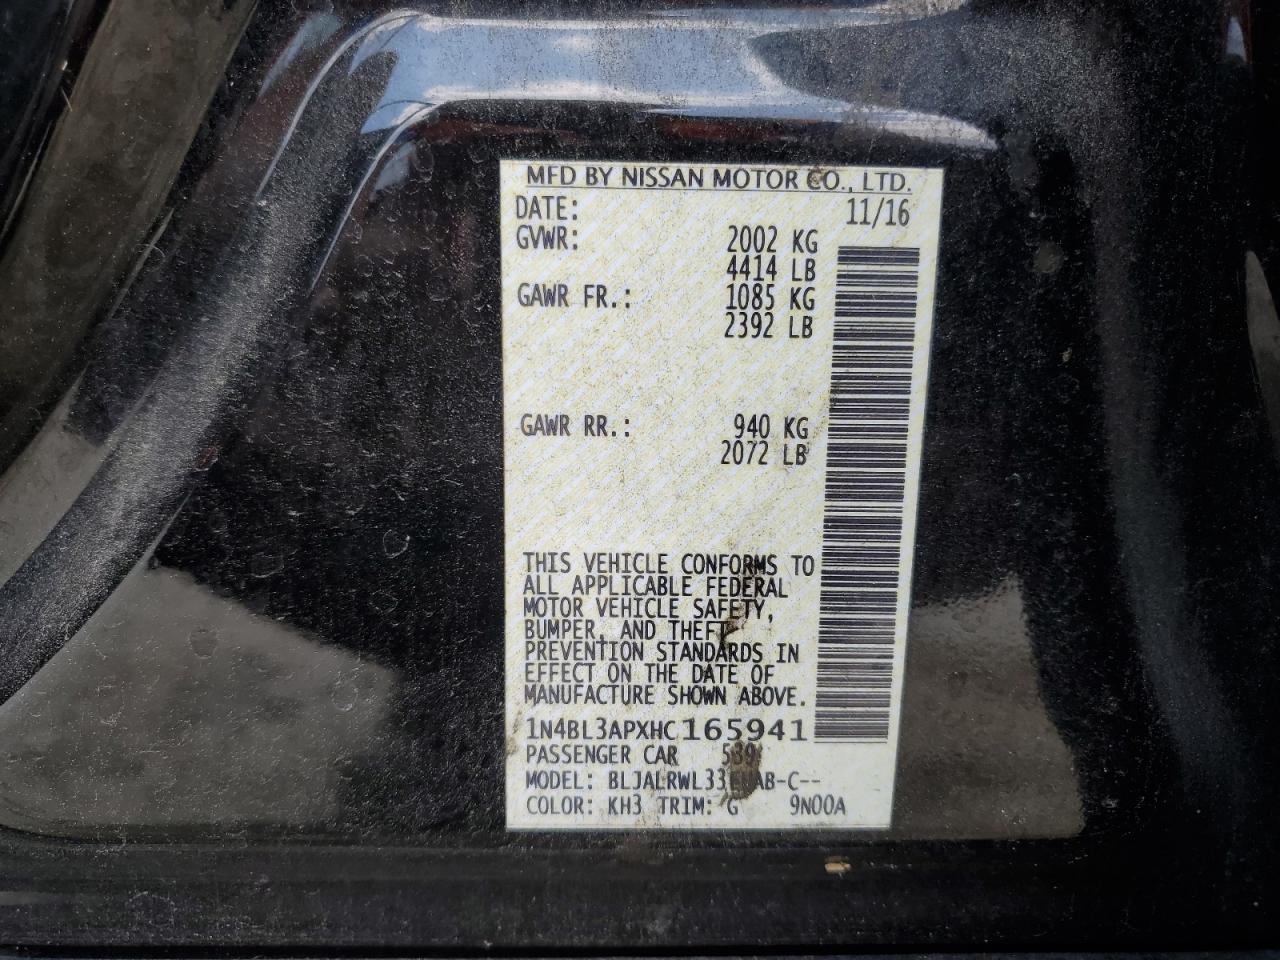 MFD BY NISSAN MOTOR CO., LTD.
DATE: 11/16
GVWR: 2002 KG
4414 LB
GAWR FR.: 1085 KG
2392 LB
GAWR RR.: 940 KG
2072 LB
THIS VEHICLE CONFORMS TO
ALL APPLICABLE FEDERAL
MOTOR VEHICLE SAFETY,
BUMPER, AND THEFT
PREVENTION STANDARDS IN
EFFECT ON THE DATE OF
MANUFACTURE SHOWN ABOVE.
1N4BL3APXHC165941
PASSENGER CAR
MODEL:
COLOR: KH3 TRIM: G 9N00A